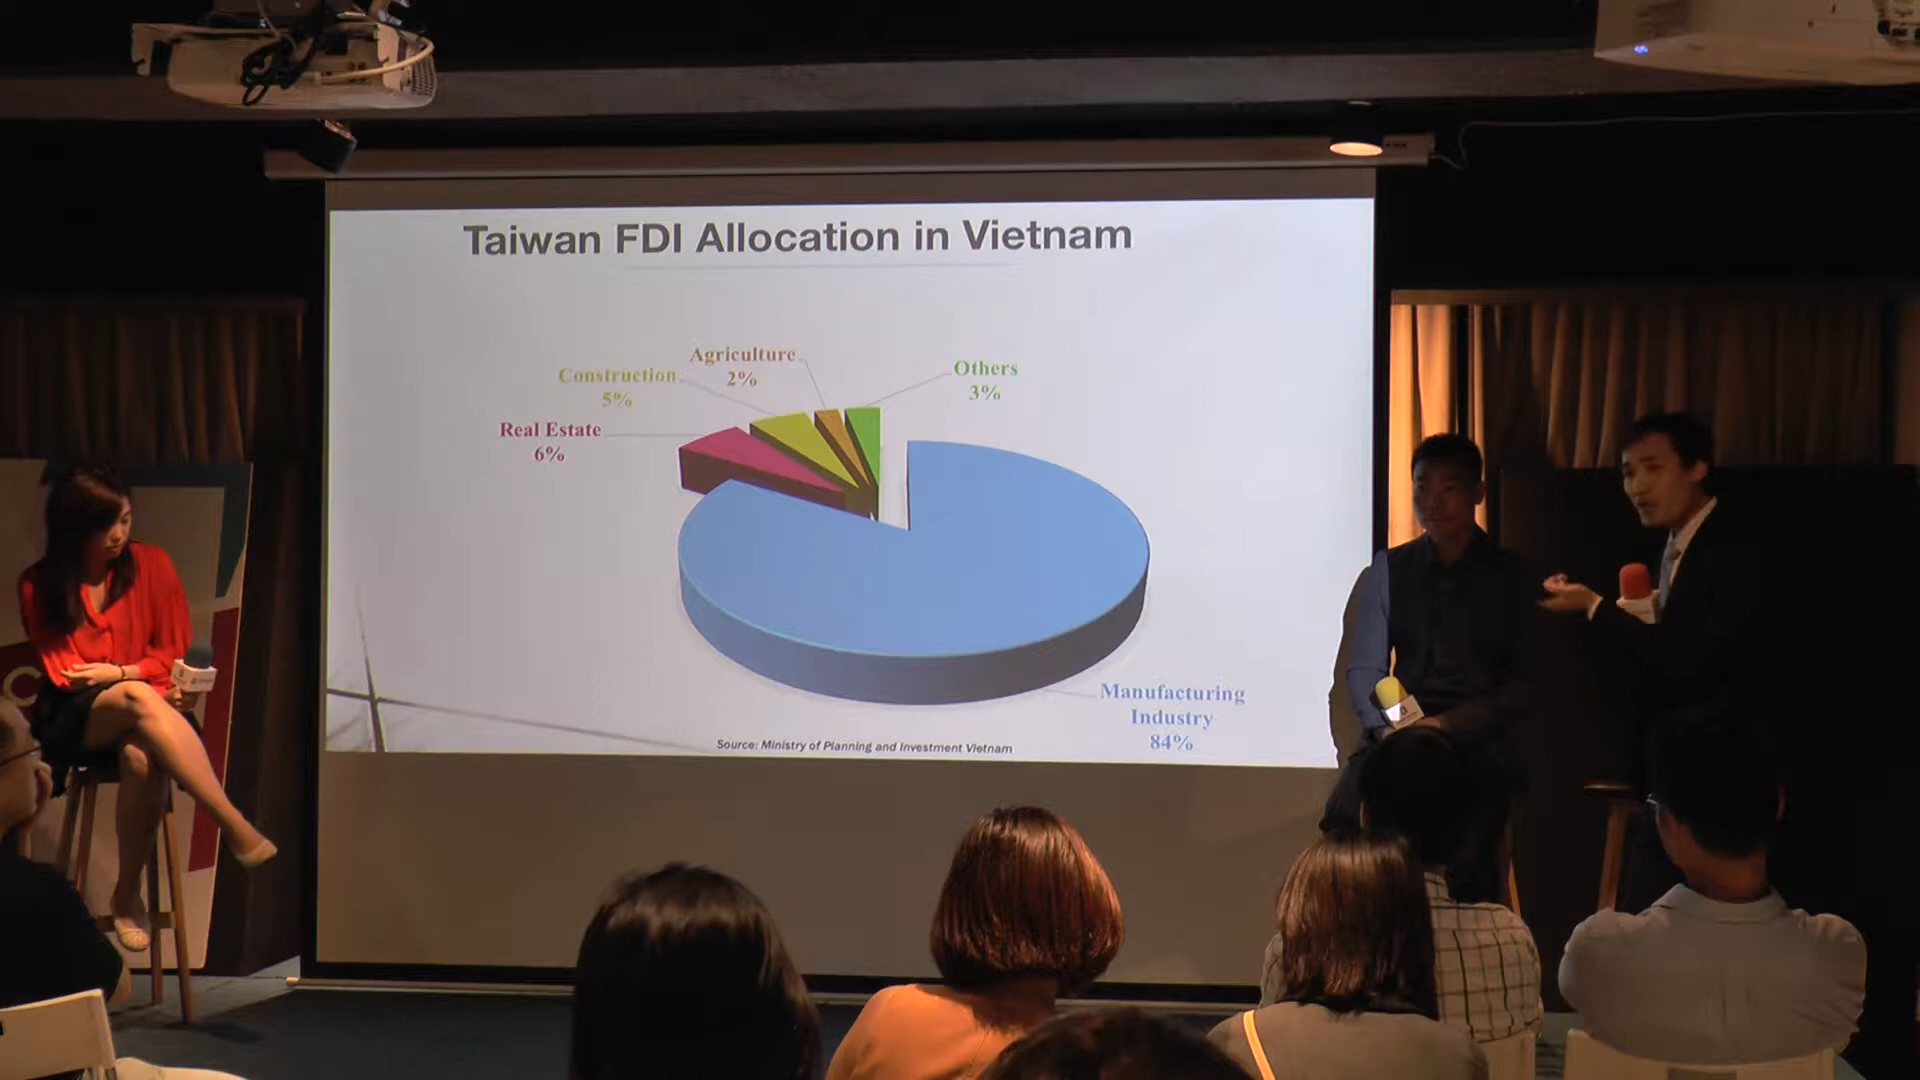 Taiwan FDI Allocation in Vietnam
Agriculture
2%
Others
3%
Construction
5%
Real Estate
6%
Manufacturing
Industry
84%
Source: Ministry of Planning and Investment Vietnam